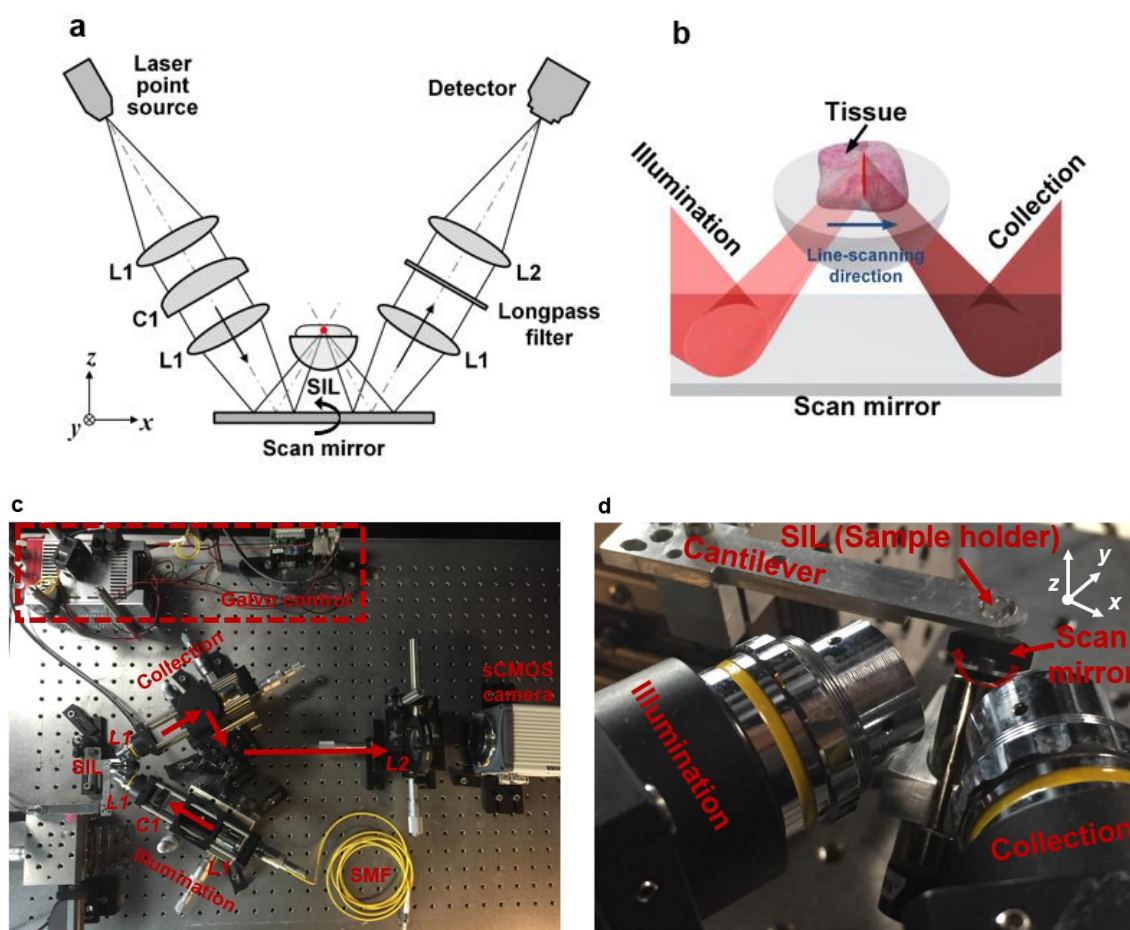 a
Laser
point
source
Detector
L1
L2
C1
Longpass
filter
L1
L1
SIL
z
y
x
Scan mirror
b
Tissue
Illumination
Collection
Line-scanning
direction
Scan mirror
c
Galvo control
Collection
sCMOS
camera
L1
SIL
L2
L1
C1
L1
Illumination
SMF
d
SIL (Sample holder)
Cantilever
y
z
x
Scan
mirror
Illumination
Collection